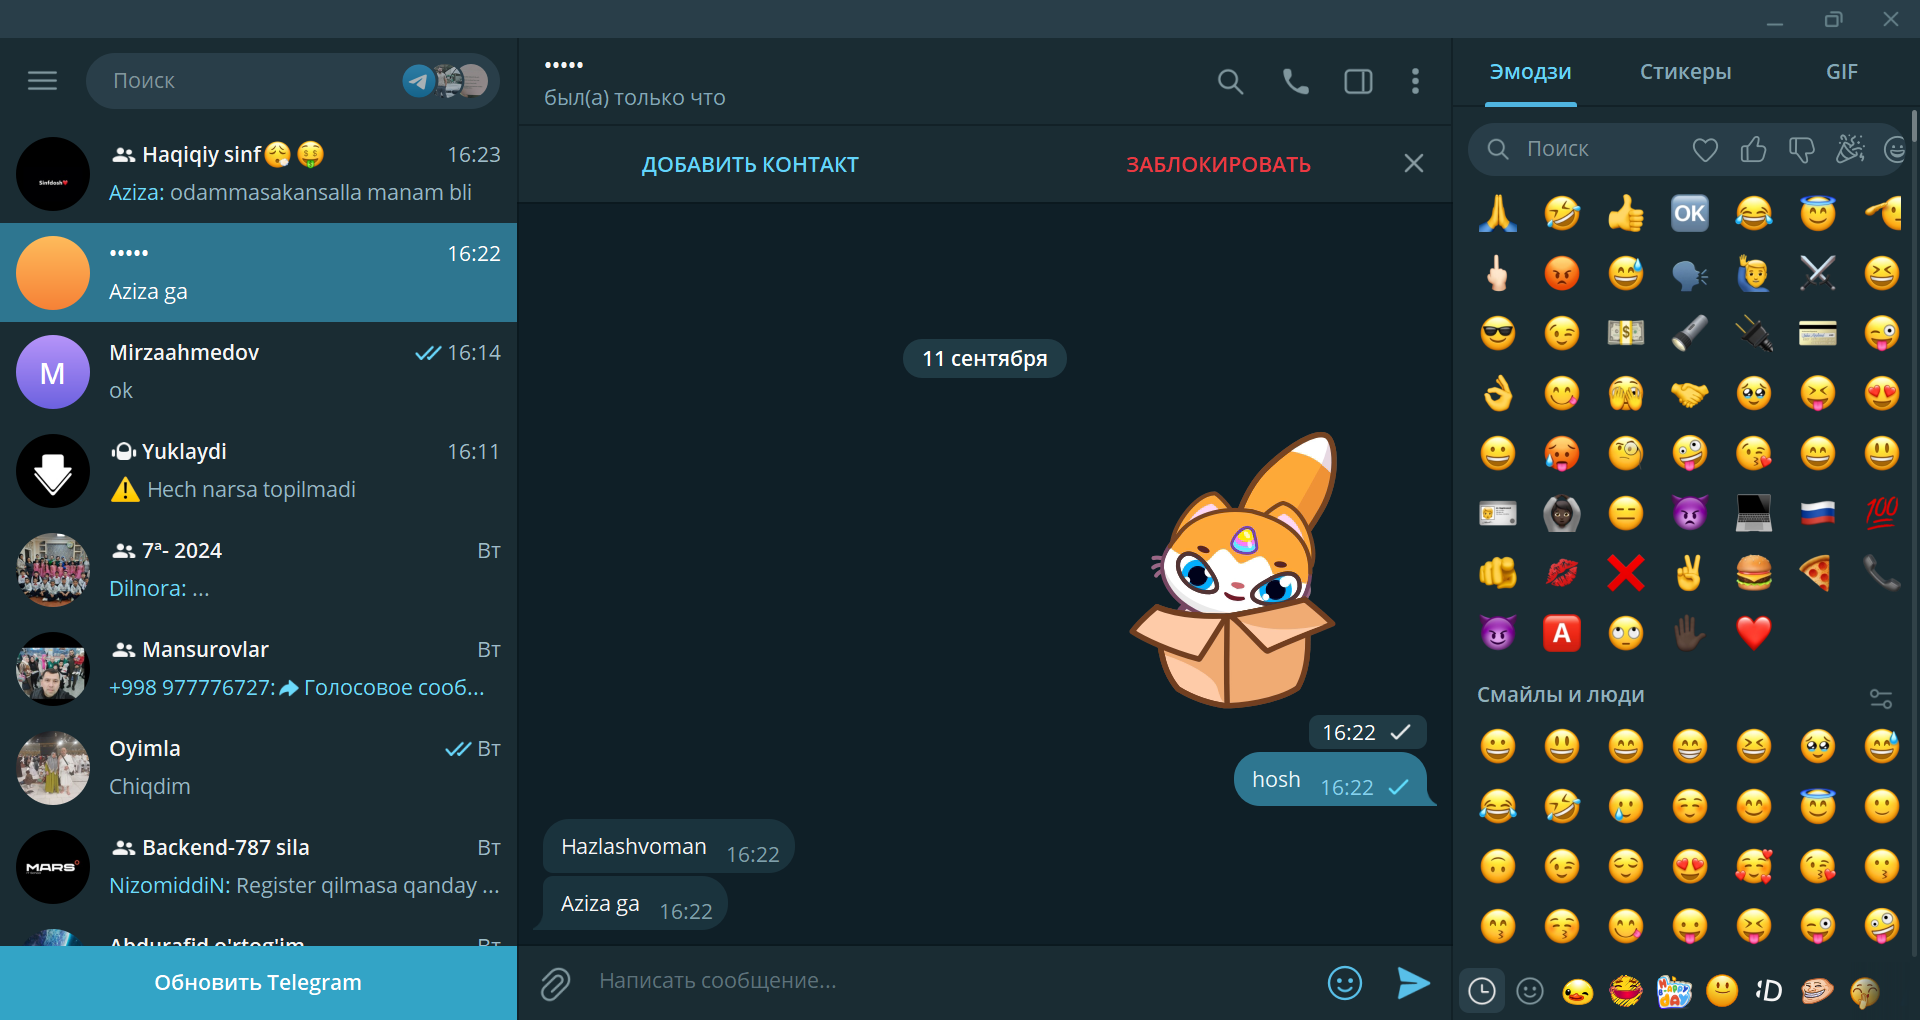 Поиск
Haqiqiy sinf😮‍💨🤑 16:23
Aziza: odammasakansalla manam bli
Sinfdosh❤
••••• 16:22
Aziza ga
M
Mirzaahmedov 16:14
ok
Yuklaydi 16:11
⚠️ Hech narsa topilmadi
7ª- 2024 Вт
Dilnora: ...
Mansurovlar Вт
+998 977776727: Голосовое сооб...
Oyimla Вт
Chiqdim
MARS
Backend-787 sila Вт
NizomiddiN: Register qilmasa qanday ...
Abdurafid o'rtog'im Вт
Обновить Telegram
•••••
был(а) только что
ДОБАВИТЬ КОНТАКТ ЗАБЛОКИРОВАТЬ
11 сентября
16:22
hosh 16:22
Hazlashvoman 16:22
Aziza ga 16:22
Написать сообщение...
Эмодзи Стикеры GIF
Поиск
OK
100
A
Смайлы и люди
HAPPY DAY :D